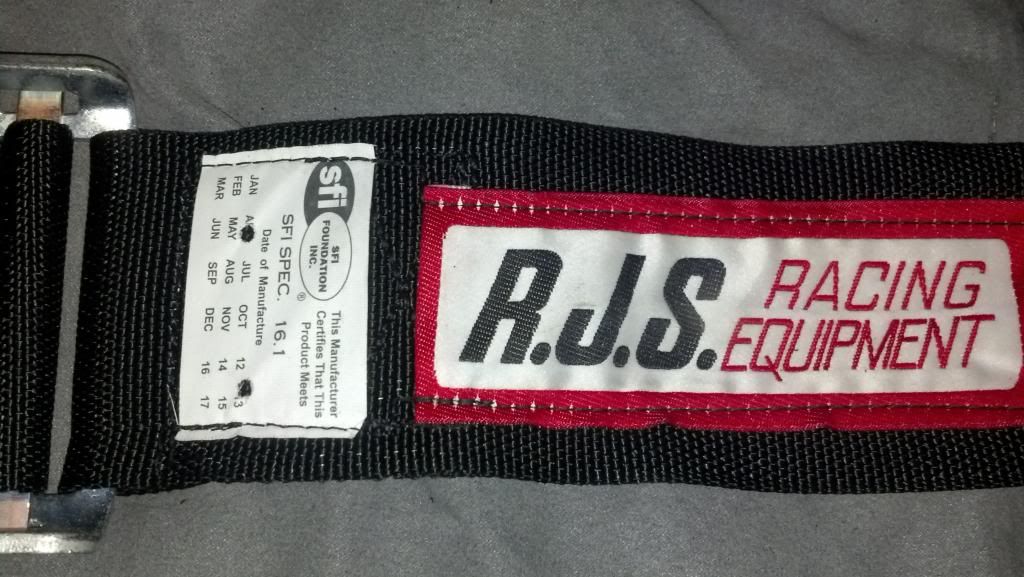 sfi
SFI
FOUNDATION
INC.
®
This Manufacturer
Certifies That This
Product Meets
SFI SPEC. 16.1
Date of Manufacture
JAN JUL OCT 12 13
FEB MAY AUG NOV 14 15
MAR JUN SEP DEC 16 17
R.J.S. RACING
EQUIPMENT